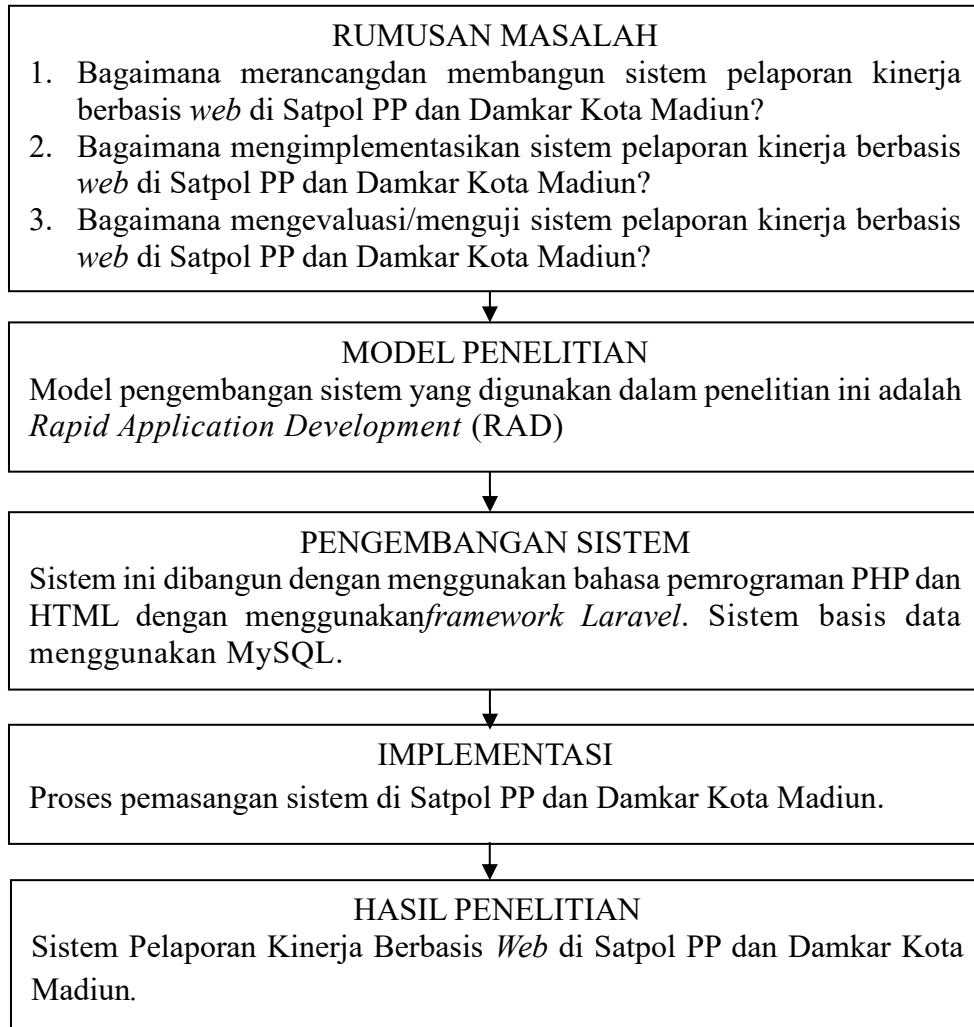 RUMUSAN MASALAH
1. Bagaimana merancangdan membangun sistem pelaporan kinerja
berbasis web di Satpol PP dan Damkar Kota Madiun?
2. Bagaimana mengimplementasikan sistem pelaporan kinerja berbasis
web di Satpol PP dan Damkar Kota Madiun?
3. Bagaimana mengevaluasi/menguji sistem pelaporan kinerja berbasis
web di Satpol PP dan Damkar Kota Madiun?
MODEL PENELITIAN
Model pengembangan sistem yang digunakan dalam penelitian ini adalah
Rapid Application Development (RAD)
PENGEMBANGAN SISTEM
Sistem ini dibangun dengan menggunakan bahasa pemrograman PHP dan
HTML dengan menggunakanframework Laravel. Sistem basis data
menggunakan MySQL.
IMPLEMENTASI
Proses pemasangan sistem di Satpol PP dan Damkar Kota Madiun.
HASIL PENELITIAN
Sistem Pelaporan Kinerja Berbasis Web di Satpol PP dan Damkar Kota
Madiun.